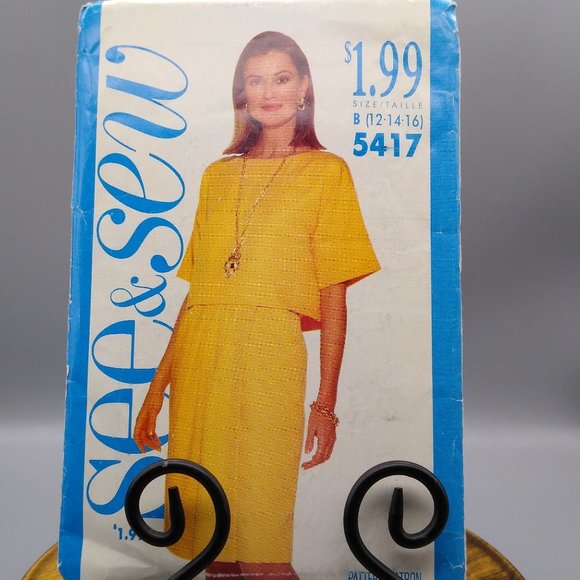 see&sew
$1.99
SIZE/TAILLE
B (12-14-16)
5417